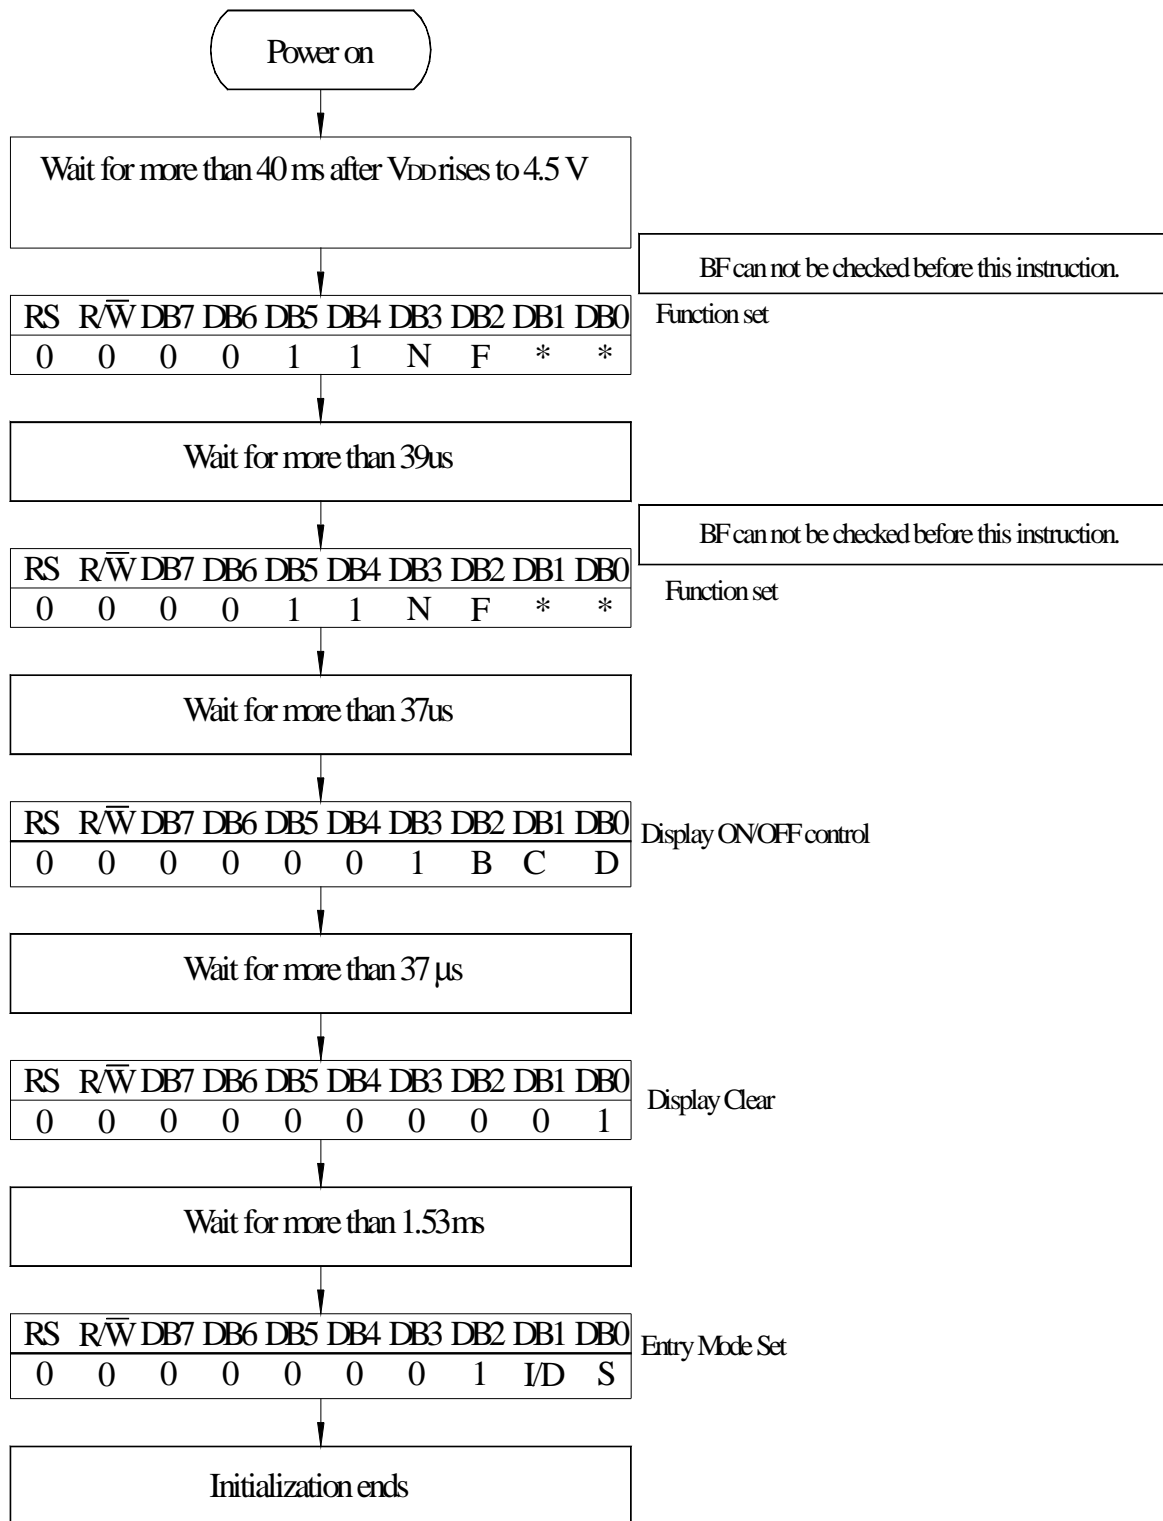 Power on
Wait for more than 40 ms after VDD rises to 4.5 V
BF can not be checked before this instruction.
RS R/W̅ DB7 DB6 DB5 DB4 DB3 DB2 DB1 DB0
Function set
0 0 0 0 1 1 N F * *
Wait for more than 39us
BF can not be checked before this instruction.
RS R/W̅ DB7 DB6 DB5 DB4 DB3 DB2 DB1 DB0
Function set
0 0 0 0 1 1 N F * *
Wait for more than 37us
RS R/W̅ DB7 DB6 DB5 DB4 DB3 DB2 DB1 DB0
Display ON/OFF control
0 0 0 0 0 0 1 B C D
Wait for more than 37 μs
RS R/W̅ DB7 DB6 DB5 DB4 DB3 DB2 DB1 DB0
Display Clear
0 0 0 0 0 0 0 0 0 1
Wait for more than 1.53ms
RS R/W̅ DB7 DB6 DB5 DB4 DB3 DB2 DB1 DB0
Entry Mode Set
0 0 0 0 0 0 0 1 I/D S
Initialization ends